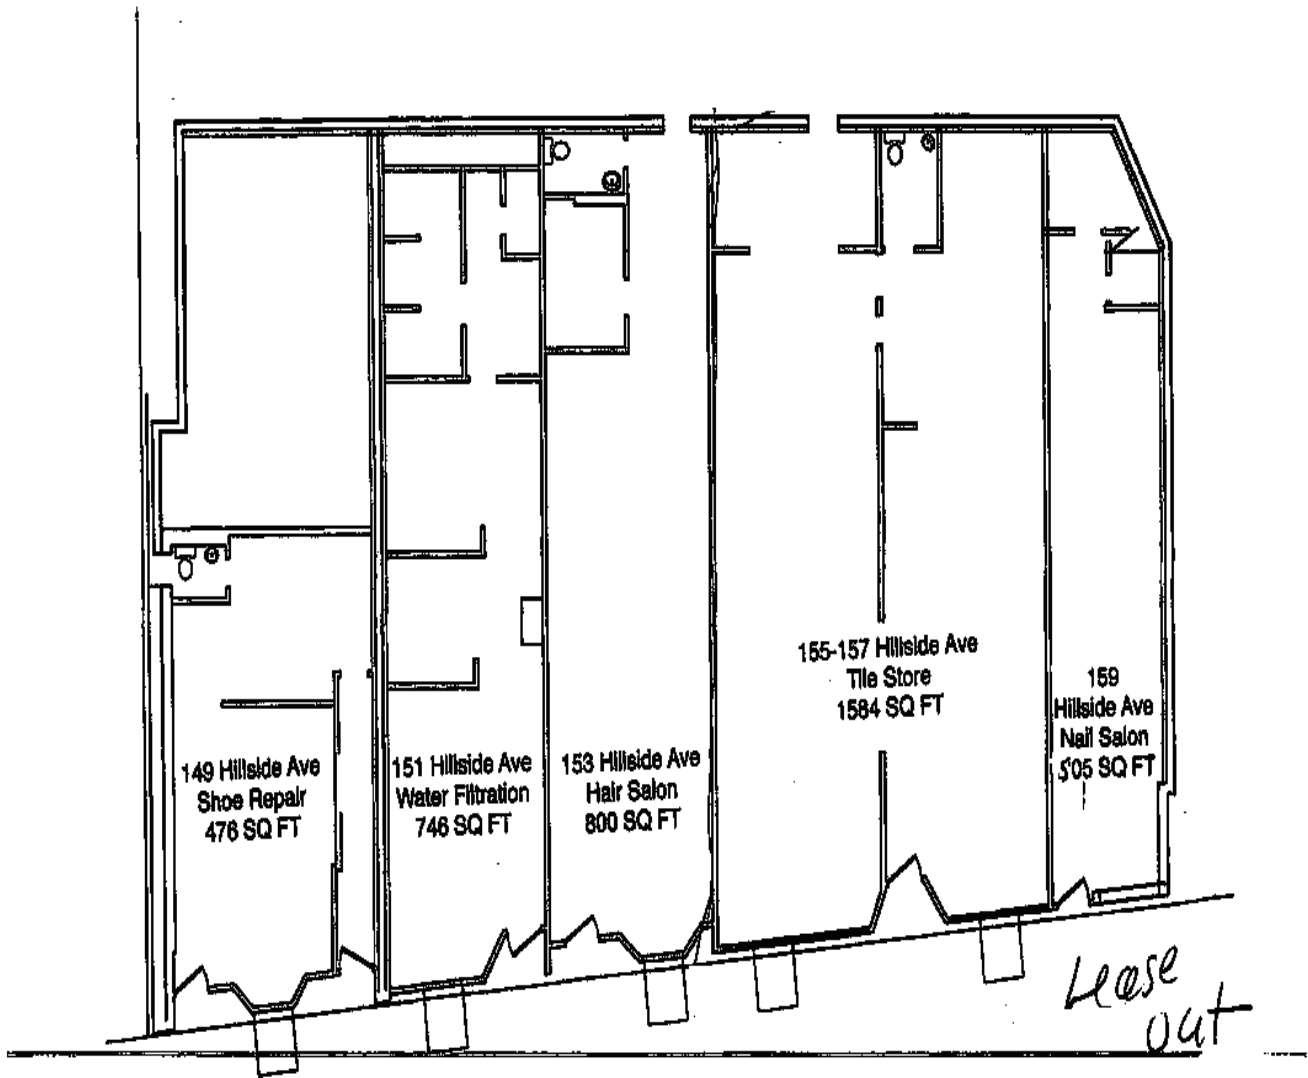 155-157 Hillside Ave
Tile Store
1584 SQ FT
159
Hillside Ave
Nail Salon
505 SQ FT
149 Hillside Ave
Shoe Repair
476 SQ FT
151 Hillside Ave
Water Filtration
746 SQ FT
153 Hillside Ave
Hair Salon
800 SQ FT
Lease
out